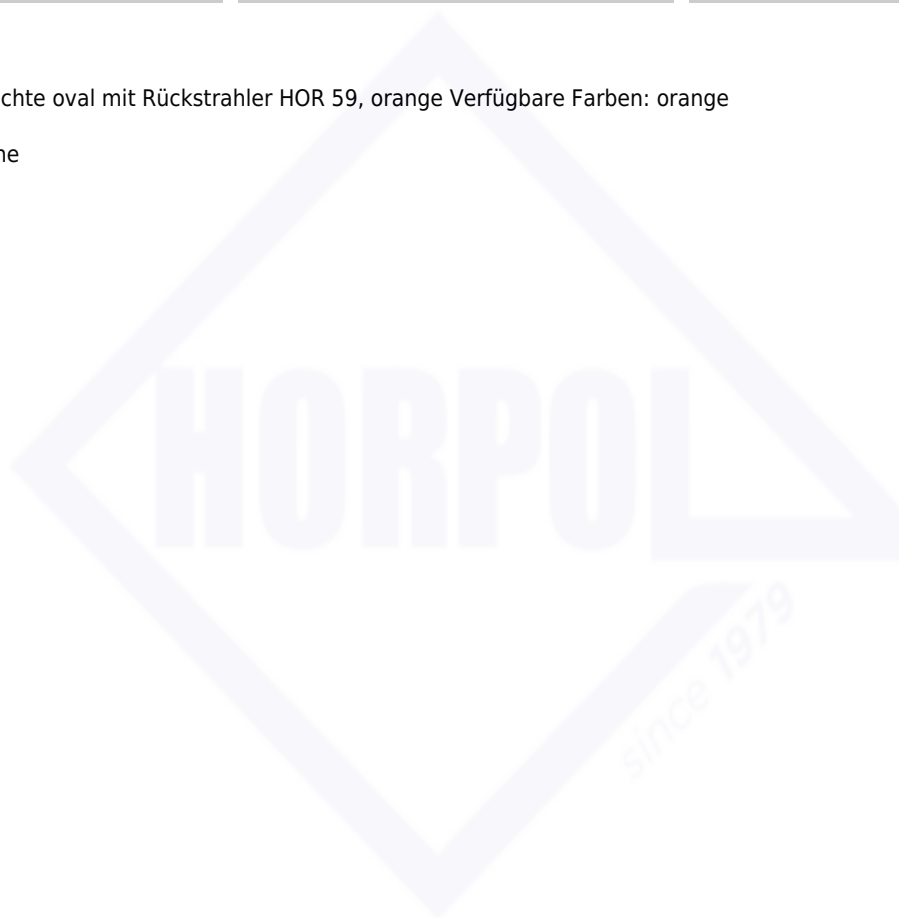 chte oval mit Rückstrahler HOR 59, orange Verfügbare Farben: orange
ne
HORPOL
since 1979